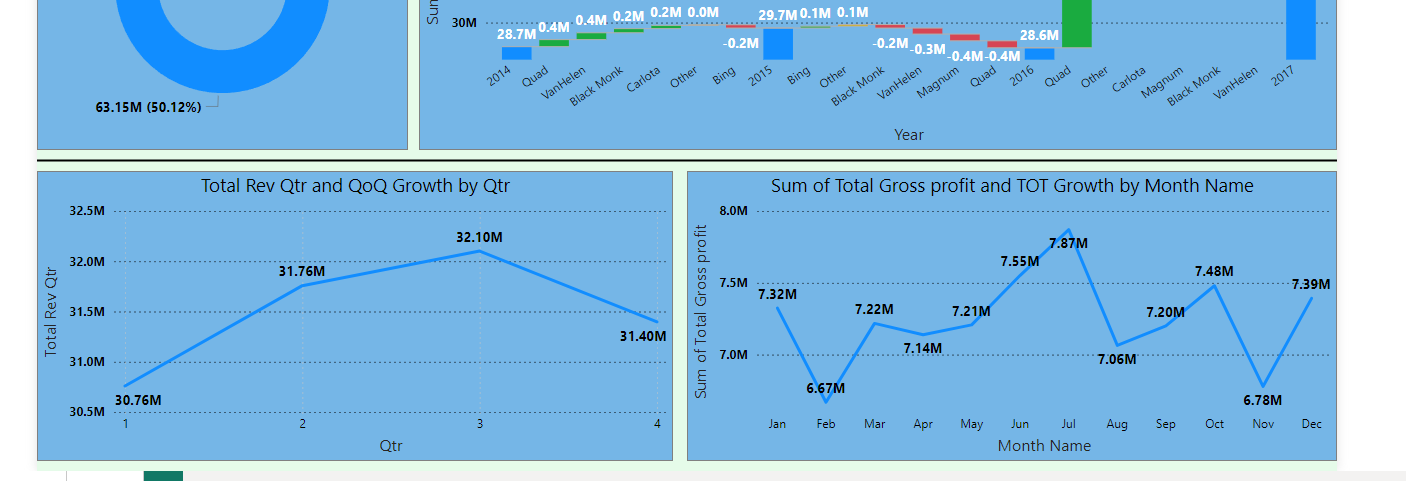 63.15M (50.12%)
30M
28.7M
0.4M
0.4M
0.2M
0.2M
0.0M
-0.2M
29.7M
0.1M
0.1M
-0.2M
-0.3M
-0.4M
-0.4M
28.6M
2014
Quad
VanHelen
Black Monk
Carlota
Other
Bing
2015
Bing
Other
Black Monk
VanHelen
Magnum
Quad
2016
Quad
Other
Carlota
Magnum
Black Monk
VanHelen
2017
Year
Total Rev Qtr and QoQ Growth by Qtr
Total Rev Qtr
32.5M
32.0M
31.5M
31.0M
30.5M
30.76M
31.76M
32.10M
31.40M
1 2 3 4
Qtr
Sum of Total Gross profit and TOT Growth by Month Name
Sum of Total Gross profit
8.0M
7.5M
7.0M
7.32M
6.67M
7.22M
7.14M
7.21M
7.55M
7.87M
7.06M
7.20M
7.48M
6.78M
7.39M
Jan Feb Mar Apr May Jun Jul Aug Sep Oct Nov Dec
Month Name